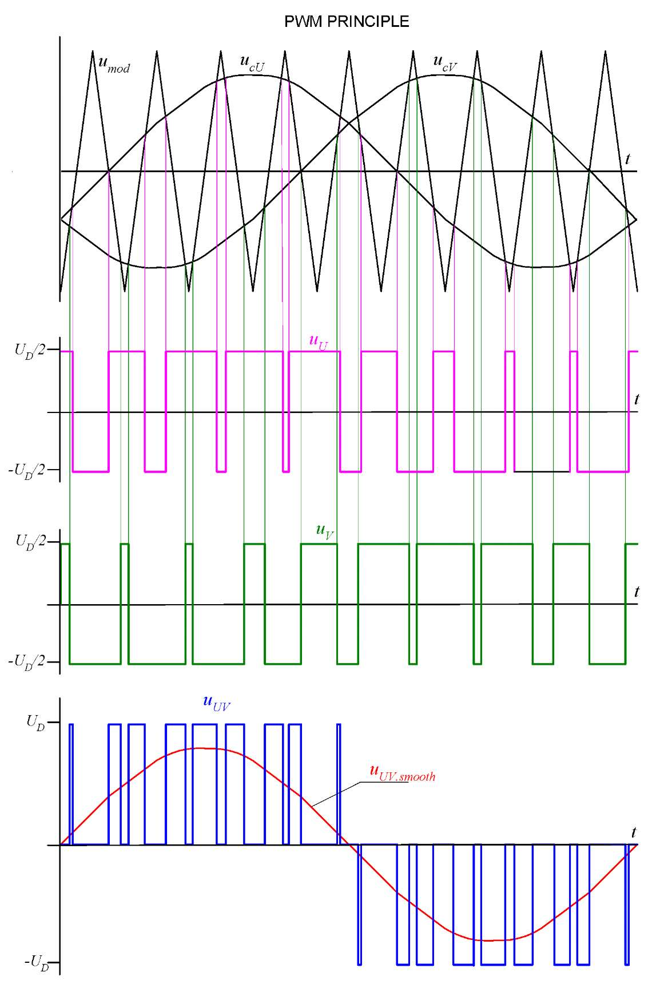 PWM PRINCIPLE
u_mod u_cU u_cV
t
U_D/2 u_U
t
-U_D/2
U_D/2 u_V
t
-U_D/2
u_UV
U_D
u_UV.smooth
t
-U_D